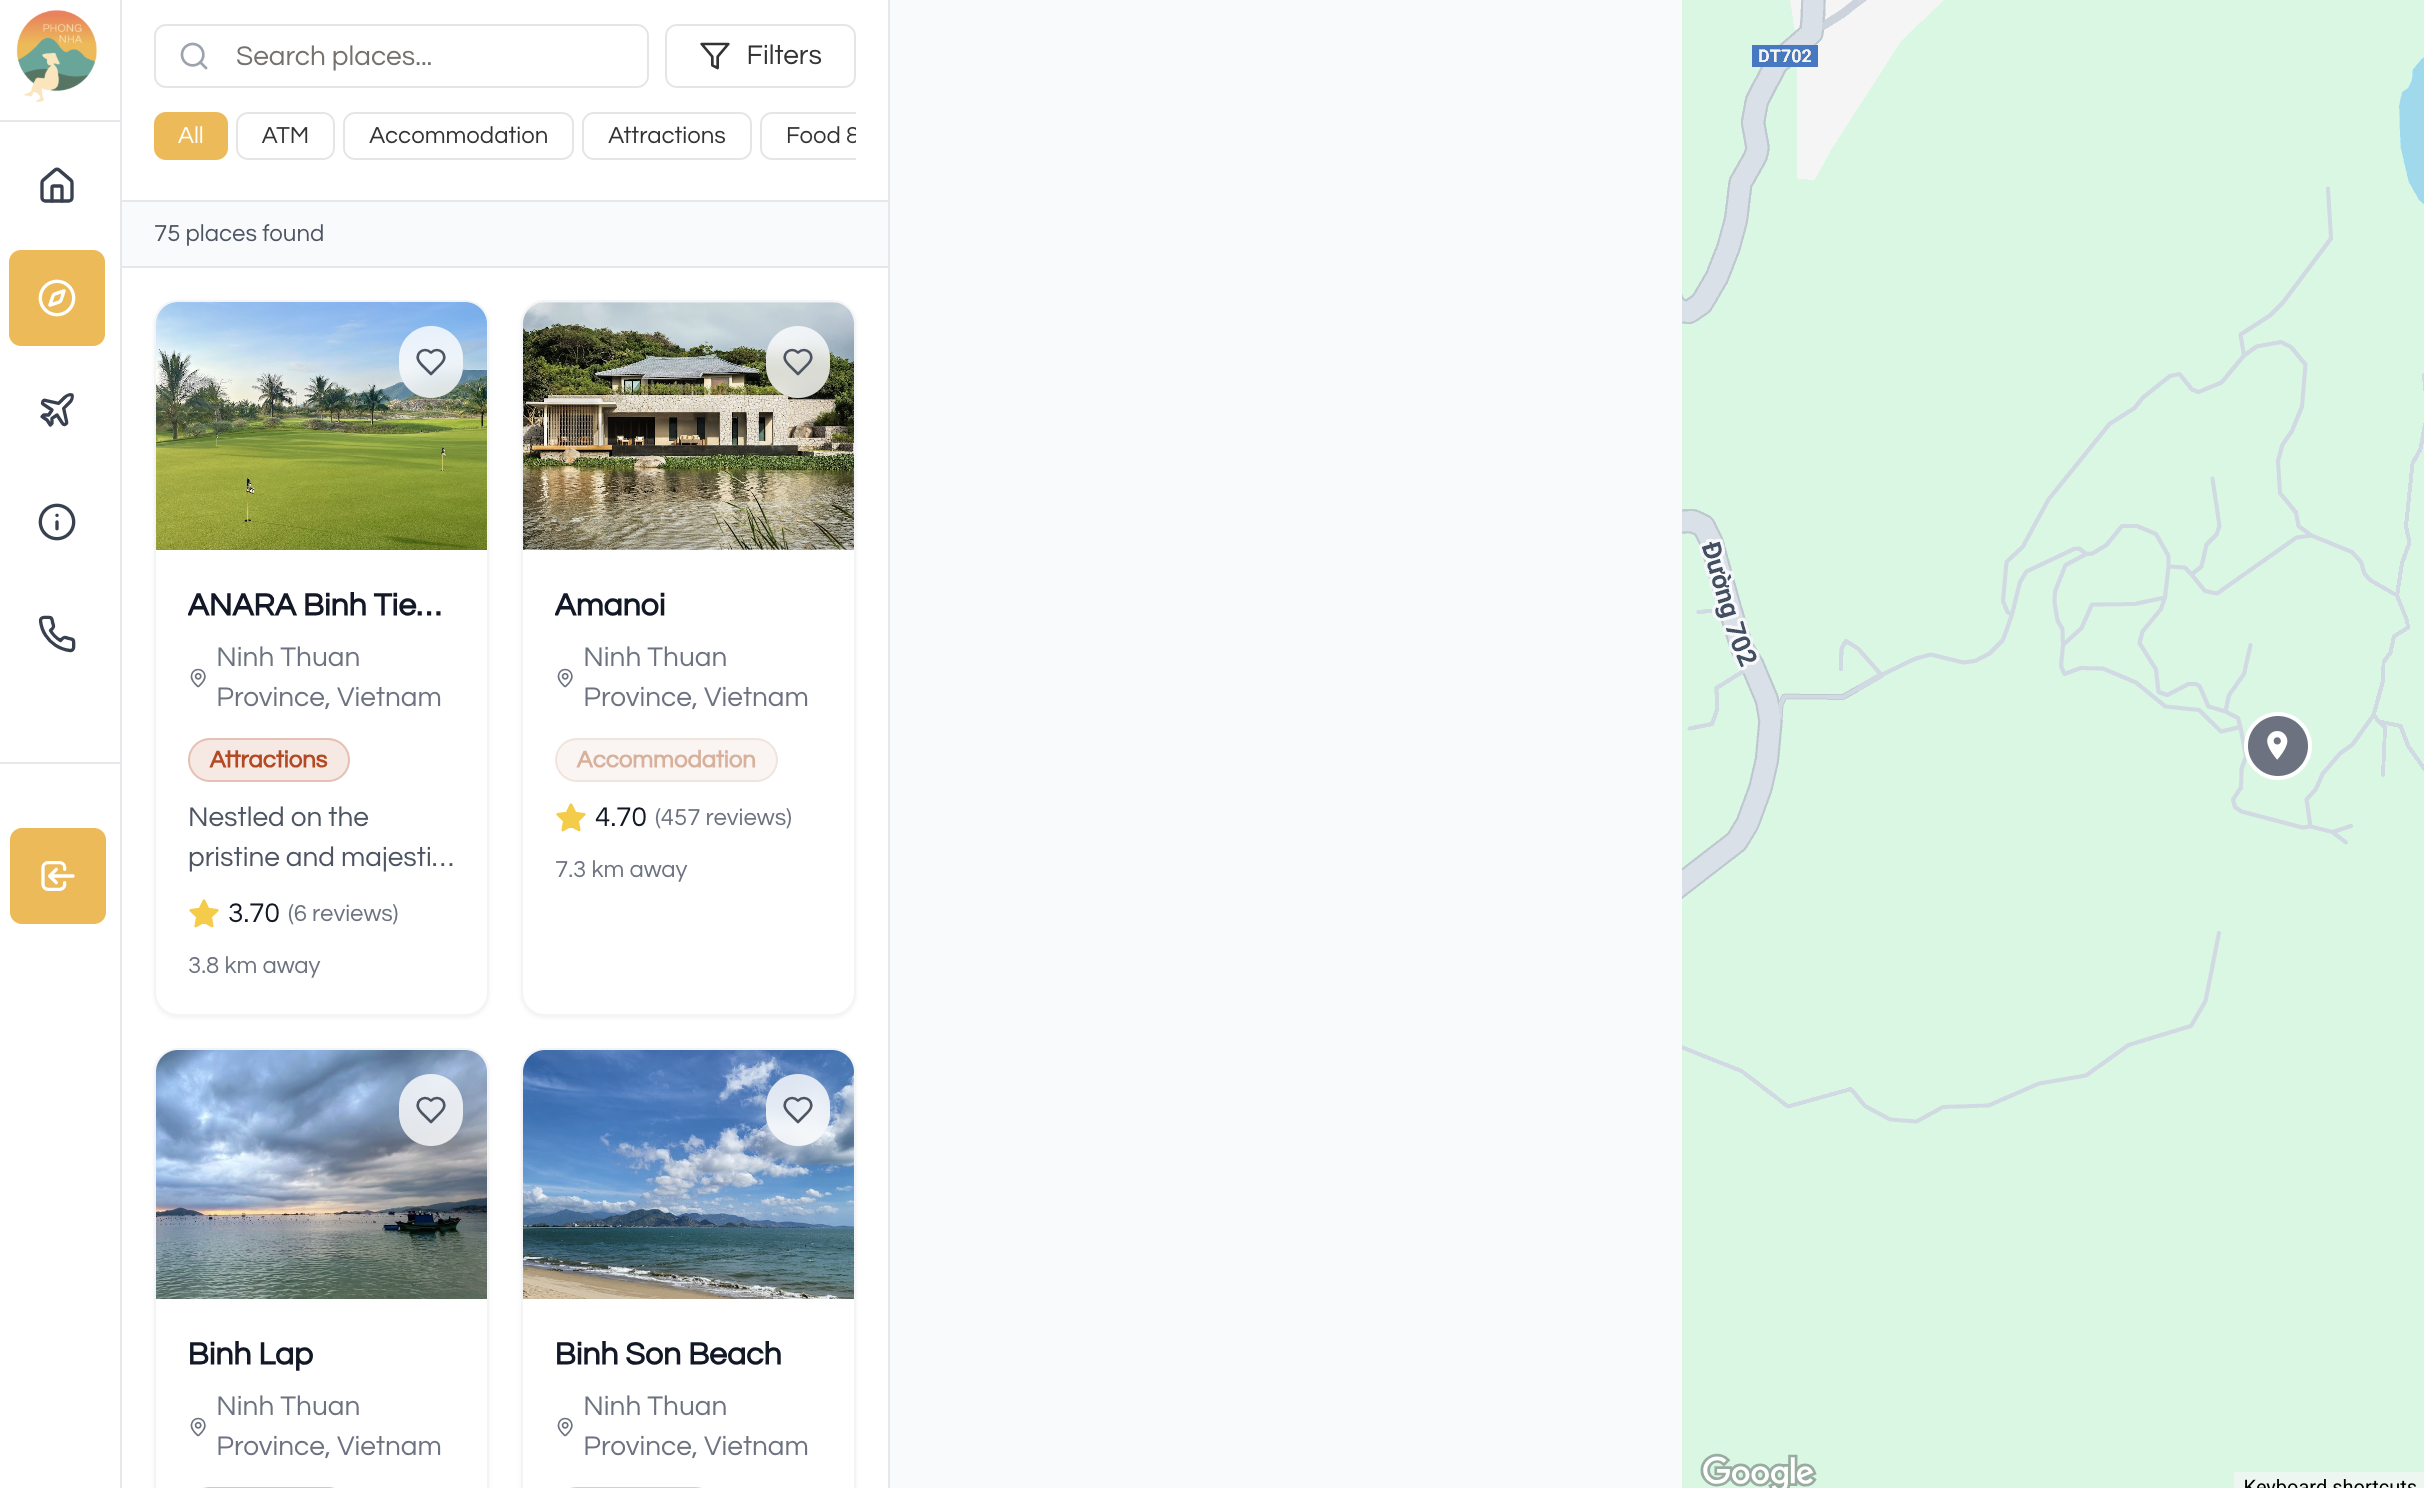 PHONG
NHA
Search places...
Filters
All
ATM
Accommodation
Attractions
Food &
75 places found
ANARA Binh Tie...
Ninh Thuan
Province, Vietnam
Attractions
Nestled on the
pristine and majesti...
3.70 (6 reviews)
3.8 km away
Amanoi
Ninh Thuan
Province, Vietnam
Accommodation
4.70 (457 reviews)
7.3 km away
Binh Lap
Ninh Thuan
Province, Vietnam
Binh Son Beach
Ninh Thuan
Province, Vietnam
DT702
Đường 702
Google
Keyboard shortcuts